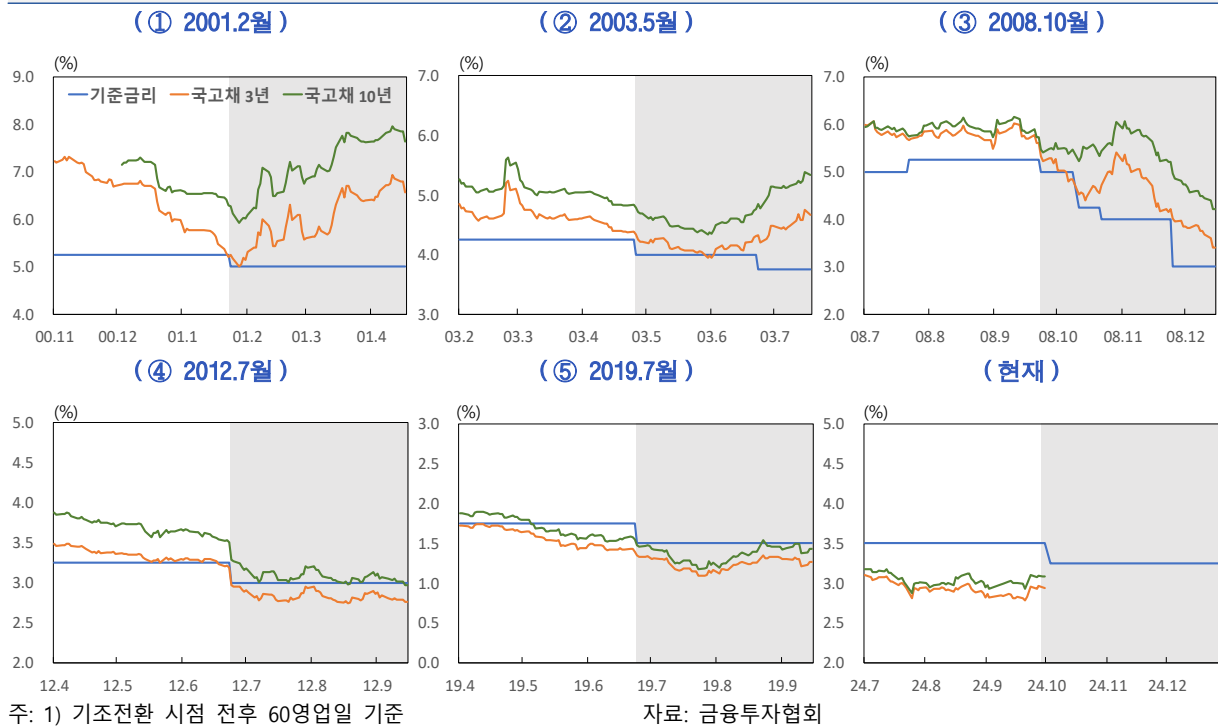 ( ① 2001.2월 )
( ② 2003.5월 )
( ③ 2008.10월 )
(%)
9.0
8.0
7.0
6.0
5.0
4.0
기준금리 국고채 3년 국고채 10년
00.11 00.12 01.1 01.2 01.3 01.4
(%)
7.0
6.0
5.0
4.0
3.0
03.2 03.3 03.4 03.5 03.6 03.7
(%)
7.0
6.0
5.0
4.0
3.0
2.0
08.7 08.8 08.9 08.10 08.11 08.12
( ④ 2012.7월 )
( ⑤ 2019.7월 )
( 현재 )
(%)
5.0
4.5
4.0
3.5
3.0
2.5
2.0
12.4 12.5 12.6 12.7 12.8 12.9
(%)
3.0
2.5
2.0
1.5
1.0
0.5
0.0
19.4 19.5 19.6 19.7 19.8 19.9
(%)
5.0
4.5
4.0
3.5
3.0
2.5
2.0
24.7 24.8 24.9 24.10 24.11 24.12
주: 1) 기조전환 시점 전후 60영업일 기준
자료: 금융투자협회